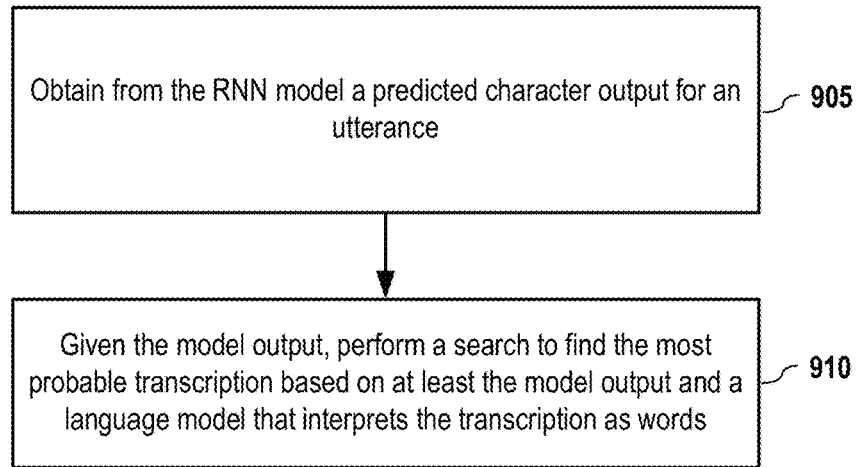 Obtain from the RNN model a predicted character output for an
utterance
905
Given the model output, perform a search to find the most
probable transcription based on at least the model output and a
language model that interprets the transcription as words
910